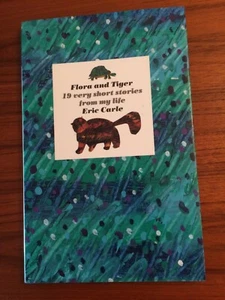 Flora and Tiger
19 very short stories
from my life
Eric Carle